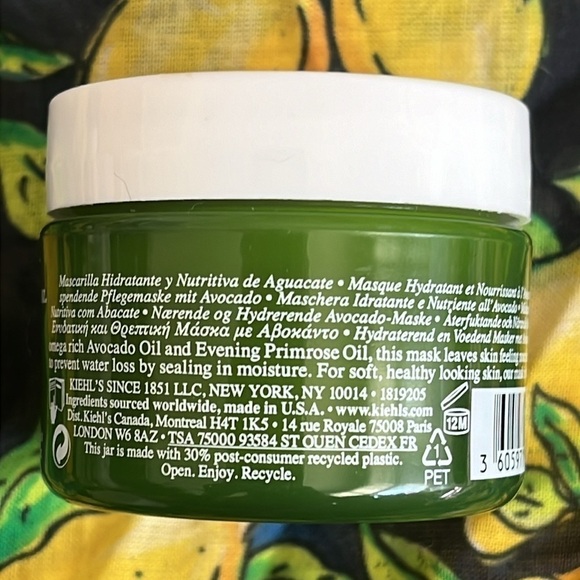 Mascarilla Hidratante y Nutritiva de Aguacate • Masque Hydratant et Nourrissant à l'
spendende Pflegemaske mit Avocado • Maschera Idratante e Nutriente all'Avocado •
Nutritiva com Abacate • Nærende og Hydrerende Avocado-Maske • Återfuktande och
Ενυδατική και Θρεπτική Μάσκα με Αβοκάντο • Hydraterend en Voedend Masker met
omega rich Avocado Oil and Evening Primrose Oil, this mask leaves skin feeling
to prevent water loss by sealing in moisture. For soft, healthy looking skin, our
KIEHL'S SINCE 1851 LLC, NEW YORK, NY 10014 • 1819205
Ingredients sourced worldwide, made in U.S.A. • www.kiehls.com
Dist. Kiehl's Canada, Montreal H4T 1K5 • 14 rue Royale 75008 Paris
LONDON W6 8AZ • TSA 75000 93584 ST OUEN CEDEX FR
This jar is made with 30% post-consumer recycled plastic.
Open. Enjoy. Recycle.
12M
1
PET
3 6059